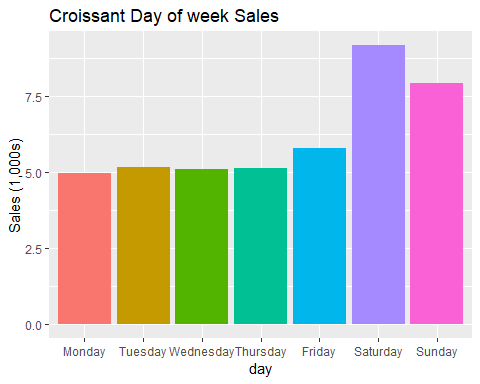 Croissant Day of week Sales
Sales (1,000s)
7.5
5.0
2.5
0.0
Monday Tuesday Wednesday Thursday Friday Saturday Sunday
day